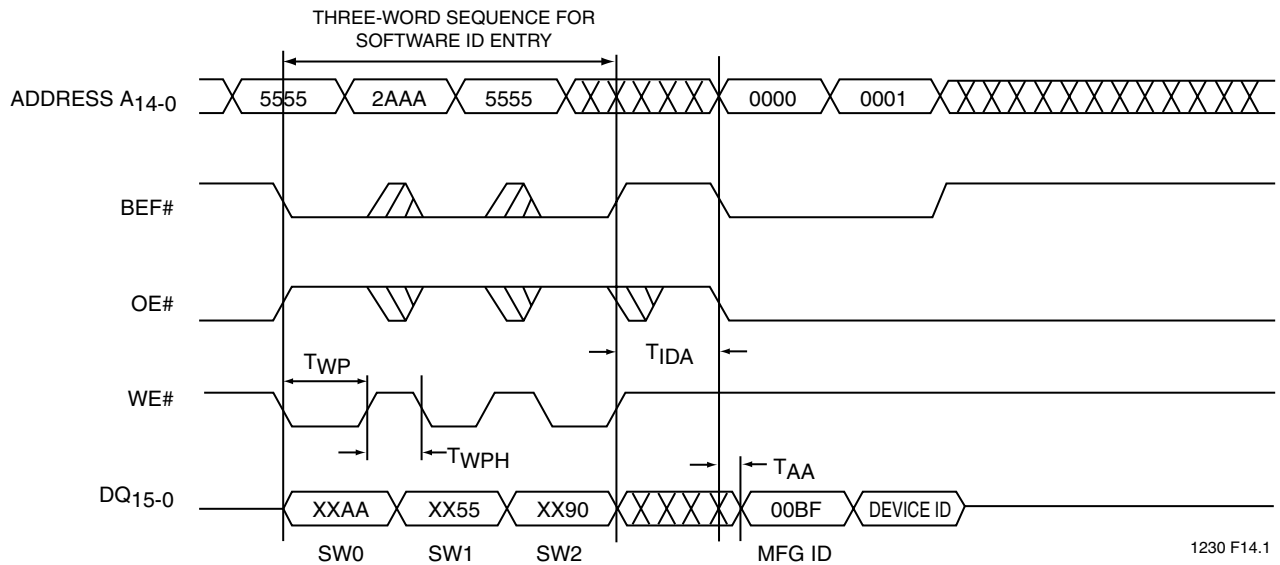 THREE-WORD SEQUENCE FOR
SOFTWARE ID ENTRY
ADDRESS A14-0
5555
2AAA
5555
0000
0001
BEF#
OE#
TIDA
TWP
WE#
TWPH
TAA
DQ15-0
XXAA
XX55
XX90
00BF
DEVICE ID
SW0
SW1
SW2
MFG ID
1230 F14.1